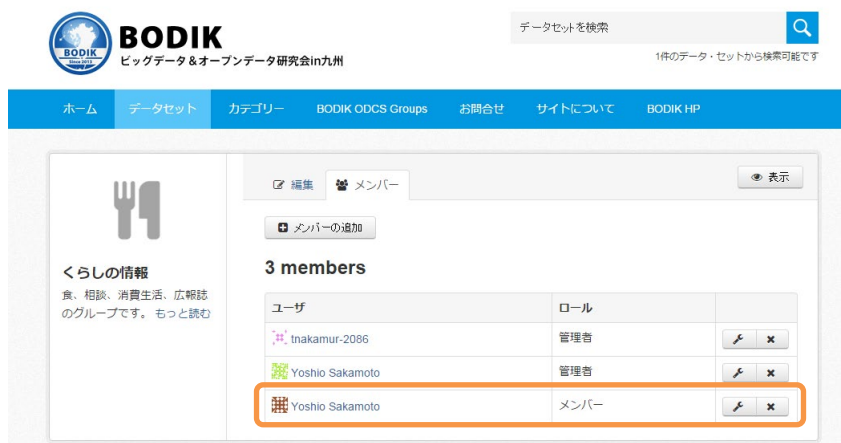 BODIK
Since 2013
BODIK
ビッグデータ&オープンデータ研究会in九州
データセットを検索
1件のデータ・セットから検索可能です
ホーム データセット カテゴリー BODIK ODCS Groups お問合せ サイトについて BODIK HP
編集 メンバー 表示
メンバーの追加
くらしの情報
食、相談、消費生活、広報誌
のグループです。 もっと読む
3 members
ユーザ ロール
tnakamur-2086 管理者
Yoshio Sakamoto 管理者
Yoshio Sakamoto メンバー